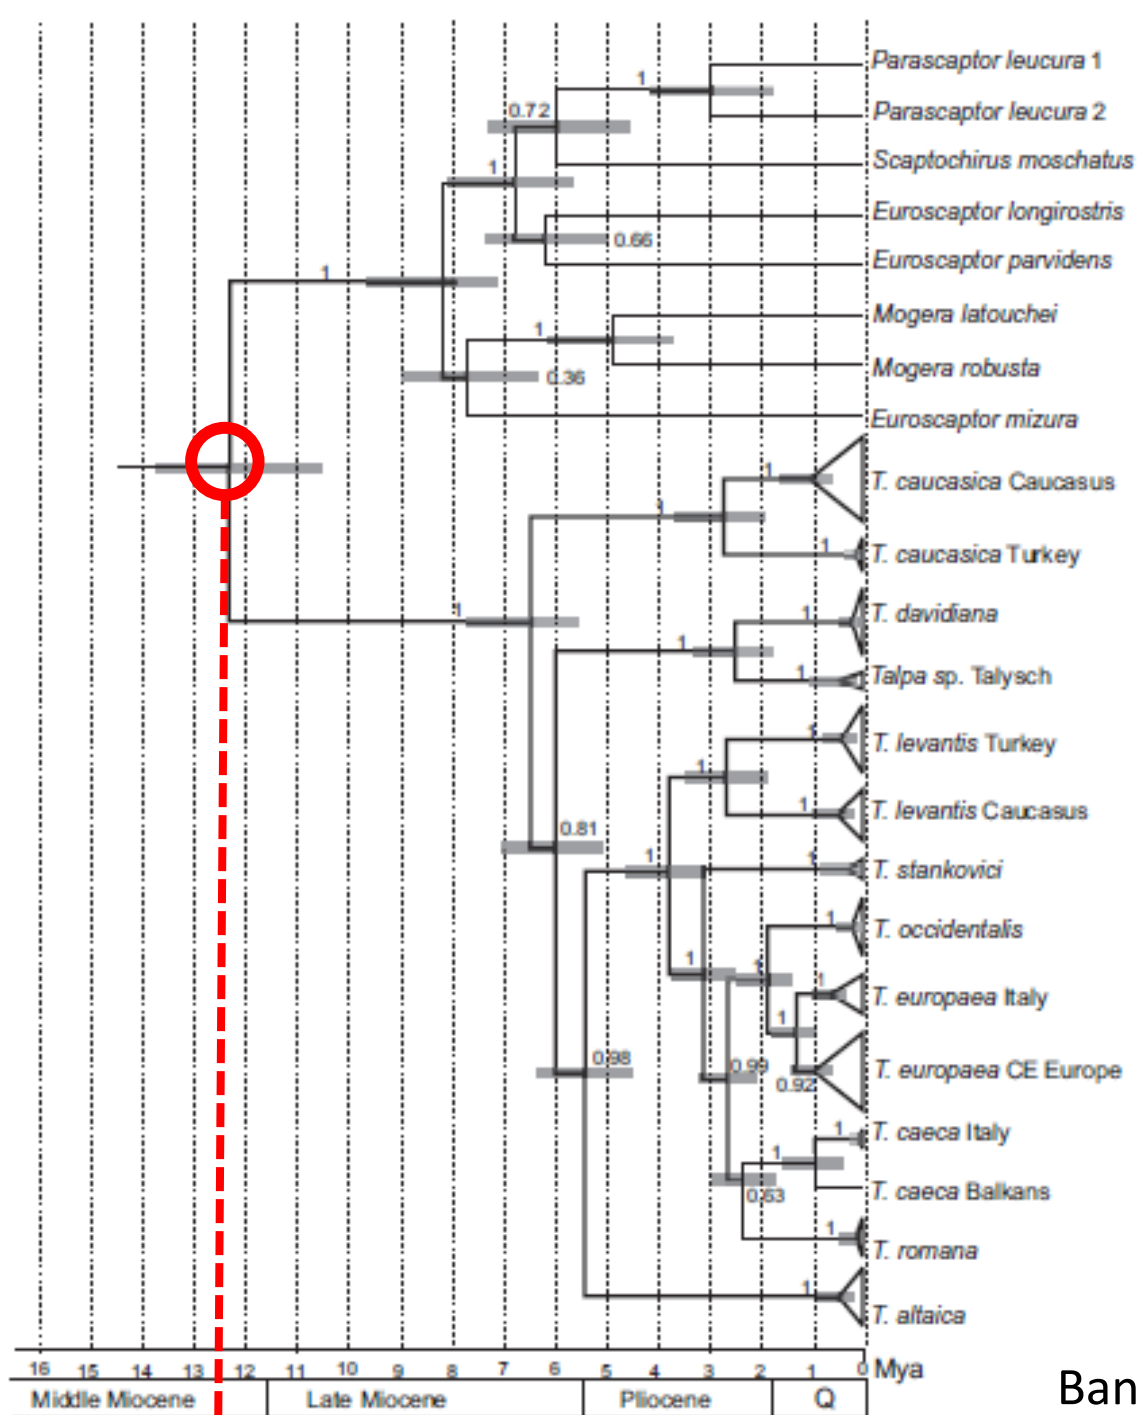 Parascaptor leucura 1
1
0.72
Parascaptor leucura 2
1
Scaptochirus moschatus
Euroscaptor longirostris
0.66
Euroscaptor parvidens
1
Mogera latouchei
1
Mogera robusta
0.36
Euroscaptor mizura
1
T. caucasica Caucasus
1
1
T. caucasica Turkey
1
1
T. davidiana
1
1
Talpa sp. Talysch
1
T. levantis Turkey
1
1
T. levantis Caucasus
0.81
1
1
T. stankovici
1
T. occidentalis
1
1
1
T. europaea Italy
1
0.98
0.99
0.92
T. europaea CE Europe
1
T. caeca Italy
1
0.63
T. caeca Balkans
1
T. romana
1
T. altaica
16 15 14 13 12 11 10 9 8 7 6 5 4 3 2 1 0 Mya
Middle Miocene Late Miocene Pliocene Q
Ban